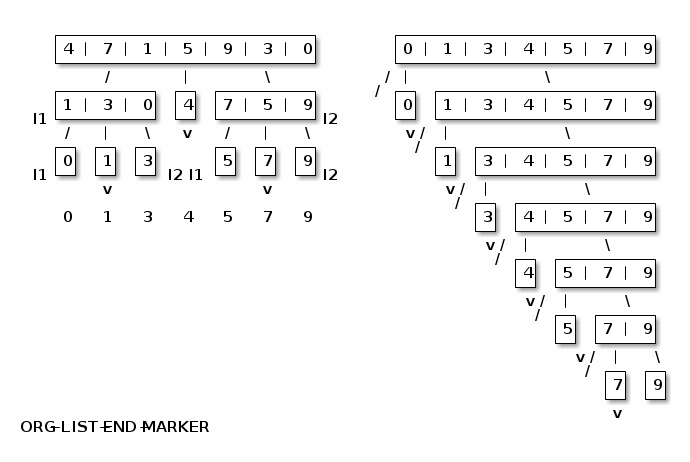 4 | 7 | 1 | 5 | 9 | 3 | 0    0 | 1 | 3 | 4 | 5 | 7 | 9
/ | \    / | \
/
l1 1 | 3 | 0 4 7 | 5 | 9 l2    0 1 | 3 | 4 | 5 | 7 | 9
/ | \ v / | \    v / | \
/
l1 0 1 3 l2 l1 5 7 9 l2    1 3 | 4 | 5 | 7 | 9
v v    v / | \
/
0 1 3 4 5 7 9    3 4 | 5 | 7 | 9
v / | \
/
4 5 | 7 | 9
v / | \
/
5 7 | 9
v / | \
/
7 9
v
ORG-LIST-END-MARKER